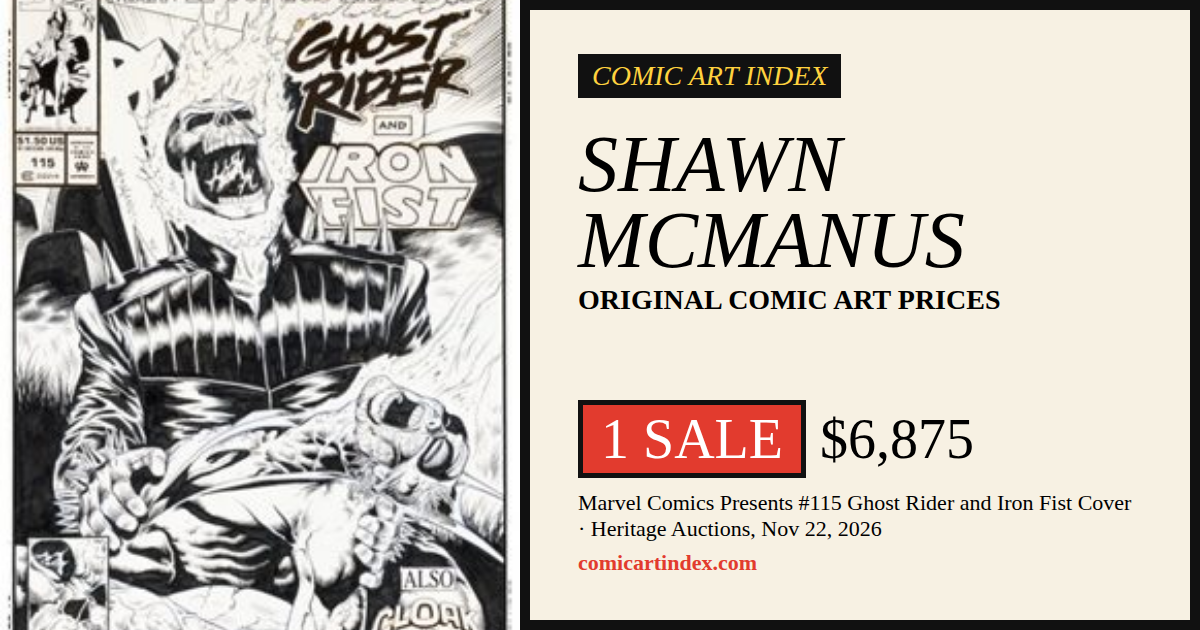 GHOST
RIDER
AND
IRON
FIST
$1.50 US
115
ALSO
CLOAK
COMIC ART INDEX
SHAWN
MCMANUS
ORIGINAL COMIC ART PRICES
1 SALE $6,875
Marvel Comics Presents #115 Ghost Rider and Iron Fist Cover
· Heritage Auctions, Nov 22, 2026
comicartindex.com